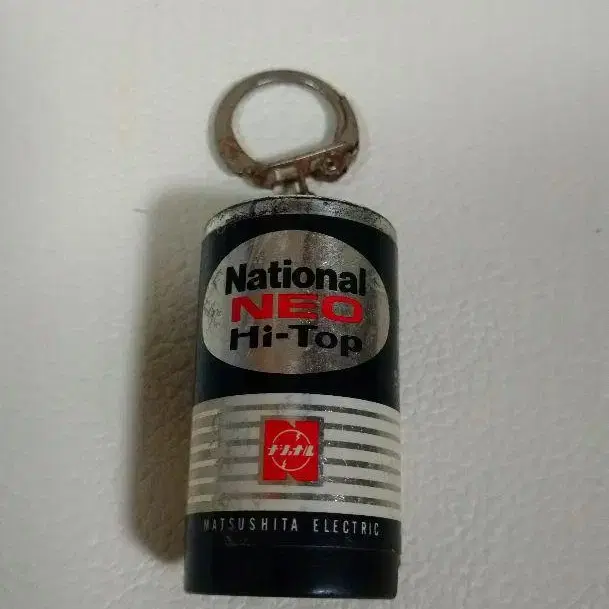 National
NEO
Hi-Top
ナショナル
MATSUSHITA ELECTRIC